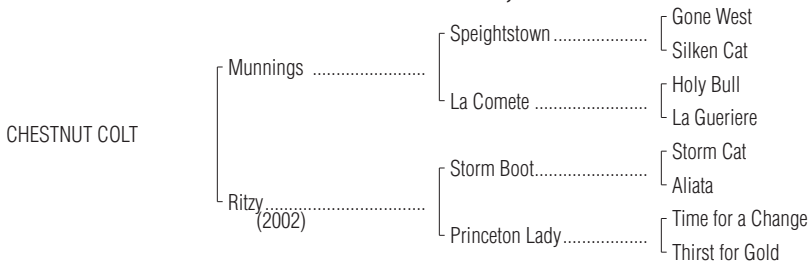 Gone West
Speightstown ....................
Silken Cat
Munnings ........................
Holy Bull
La Comete ........................
La Gueriere
CHESTNUT COLT
Storm Cat
Storm Boot........................
Aliata
Ritzy..................................
(2002)
Time for a Change
Princeton Lady..................
Thirst for Gold